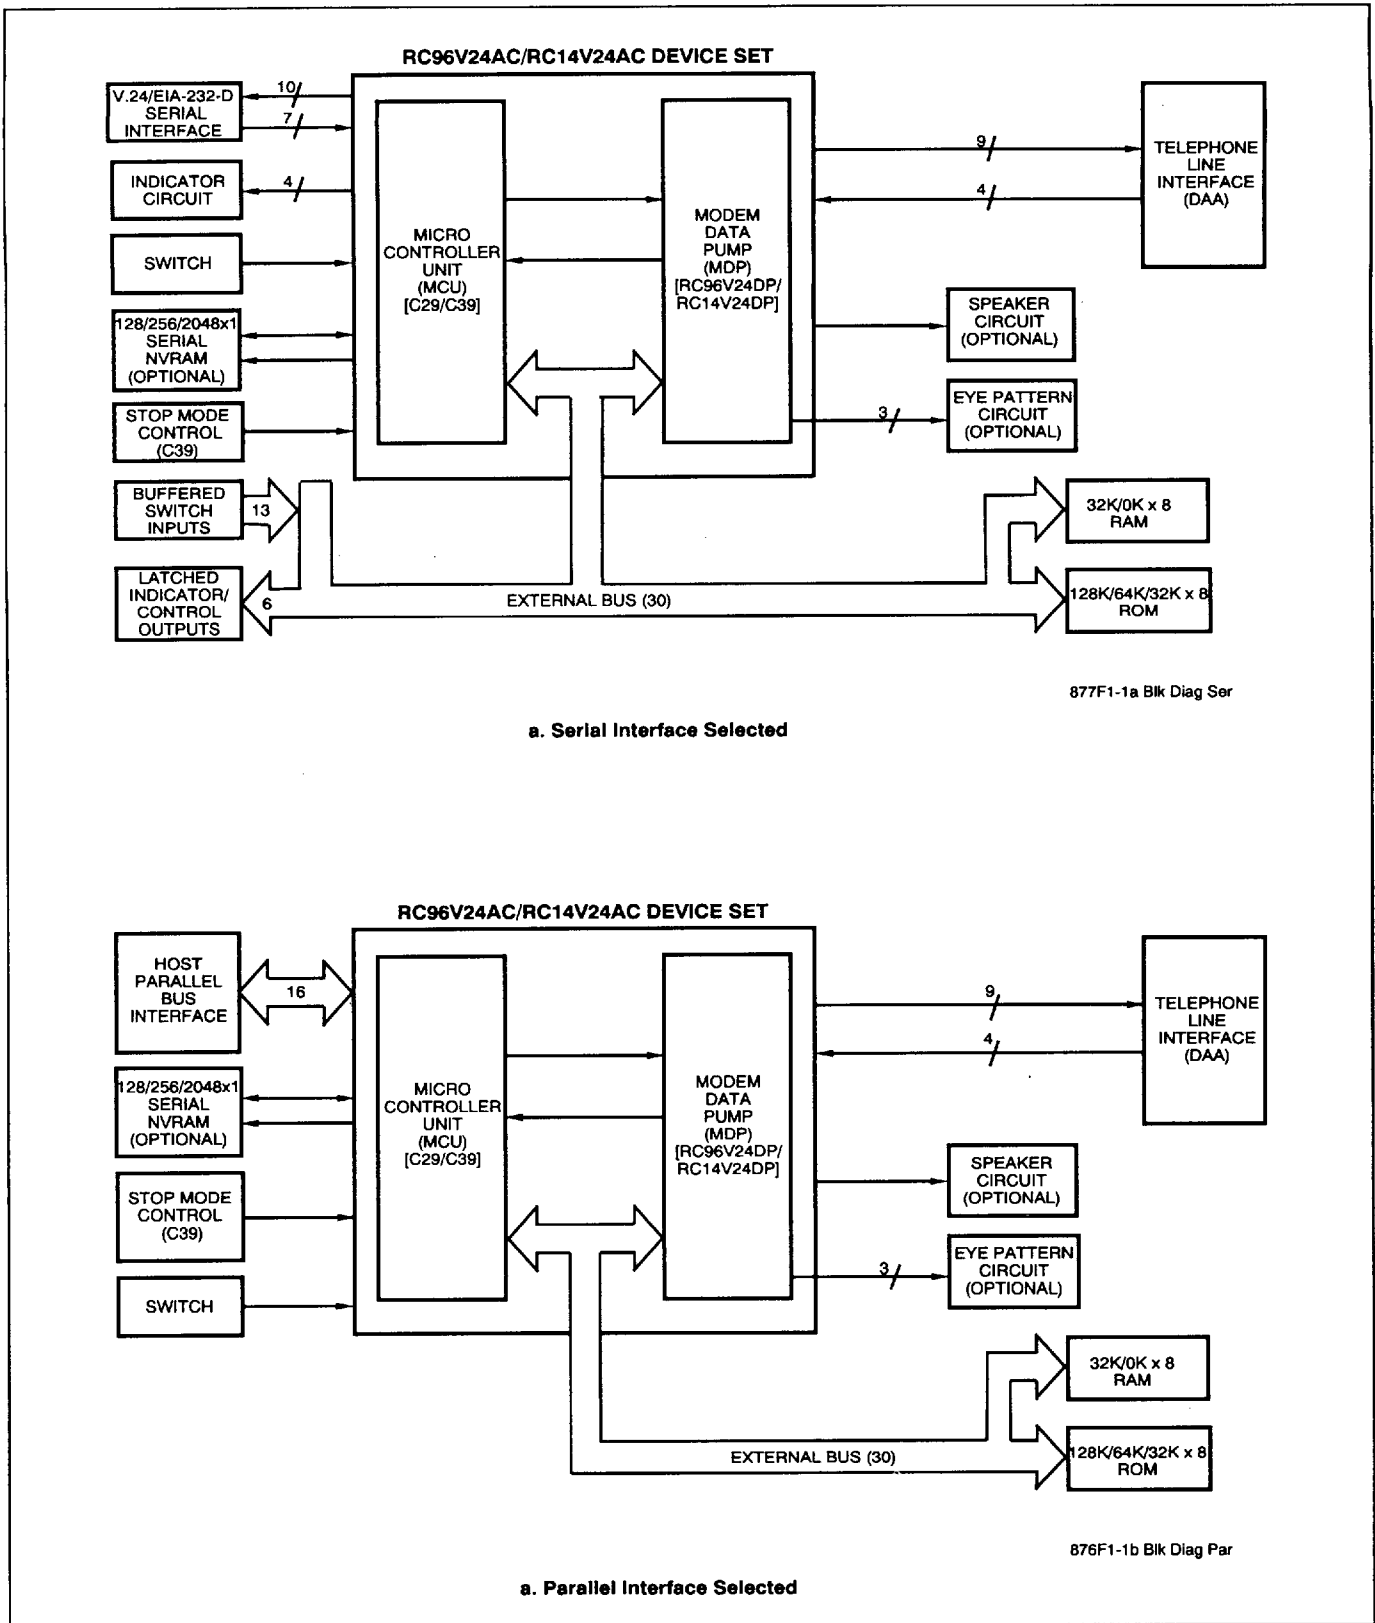 RC96V24AC/RC14V24AC DEVICE SET
V.24/EIA-232-D
SERIAL
INTERFACE
10
7
INDICATOR
CIRCUIT
4
SWITCH
128/256/2048x1
SERIAL
NVRAM
(OPTIONAL)
STOP MODE
CONTROL
(C39)
BUFFERED
SWITCH
INPUTS
13
LATCHED
INDICATOR/
CONTROL
OUTPUTS
6
MICRO
CONTROLLER
UNIT
(MCU)
[C29/C39]
MODEM
DATA
PUMP
(MDP)
[RC96V24DP/
RC14V24DP]
9
4
TELEPHONE
LINE
INTERFACE
(DAA)
SPEAKER
CIRCUIT
(OPTIONAL)
3
EYE PATTERN
CIRCUIT
(OPTIONAL)
32K/0K x 8
RAM
EXTERNAL BUS (30)
128K/64K/32K x 8
ROM
877F1-1a Blk Diag Ser
a. Serial Interface Selected
RC96V24AC/RC14V24AC DEVICE SET
HOST
PARALLEL
BUS
INTERFACE
16
128/256/2048x1
SERIAL
NVRAM
(OPTIONAL)
STOP MODE
CONTROL
(C39)
SWITCH
MICRO
CONTROLLER
UNIT
(MCU)
[C29/C39]
MODEM
DATA
PUMP
(MDP)
[RC96V24DP/
RC14V24DP]
9
4
TELEPHONE
LINE
INTERFACE
(DAA)
SPEAKER
CIRCUIT
(OPTIONAL)
3
EYE PATTERN
CIRCUIT
(OPTIONAL)
32K/0K x 8
RAM
EXTERNAL BUS (30)
128K/64K/32K x 8
ROM
876F1-1b Blk Diag Par
a. Parallel Interface Selected